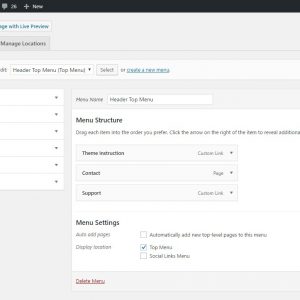 26 + New
ge with Live Preview
Manage Locations
dit: Header Top Menu (Top Menu) Select or create a new menu.
Menu Name Header Top Menu
Menu Structure
Drag each item into the order you prefer. Click the arrow on the right of the item to reveal additional
Theme Instruction Custom Link
Contact Page
Support Custom Link
Menu Settings
Auto add pages Automatically add new top-level pages to this menu
Display location Top Menu
Social Links Menu
Delete Menu